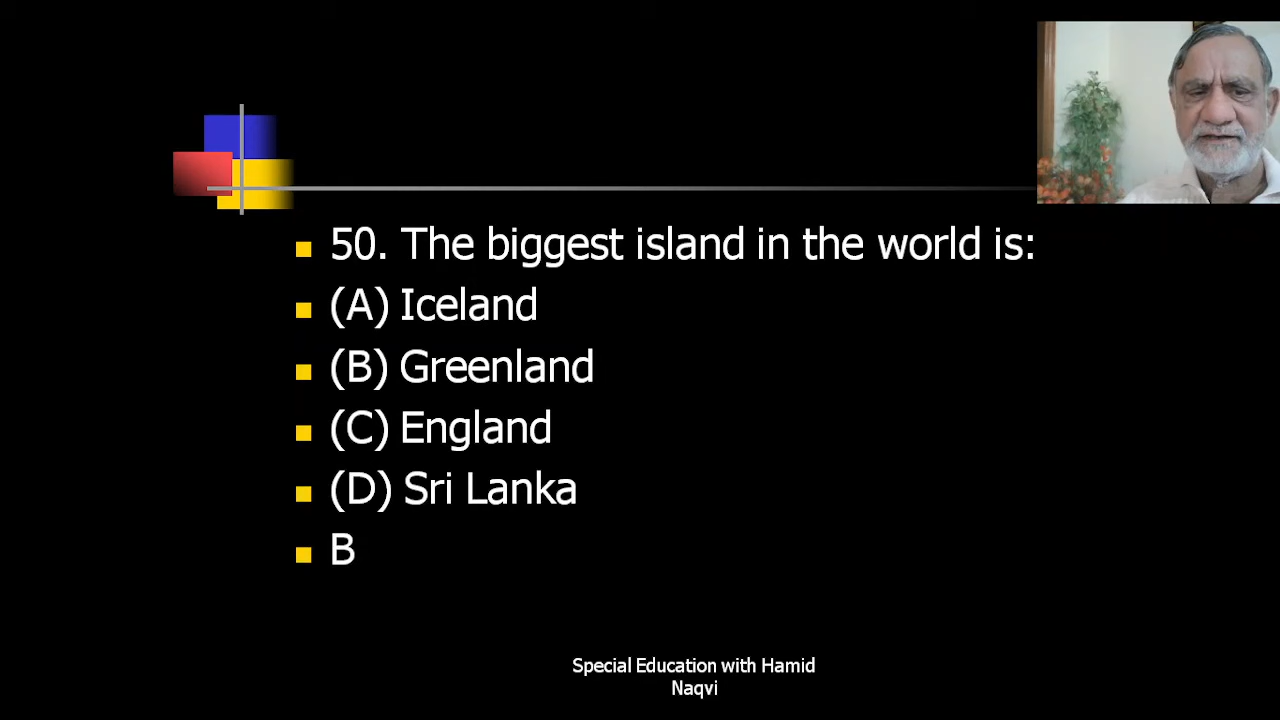 50. The biggest island in the world is:
(A) Iceland
(B) Greenland
(C) England
(D) Sri Lanka
B
Special Education with Hamid
Naqvi